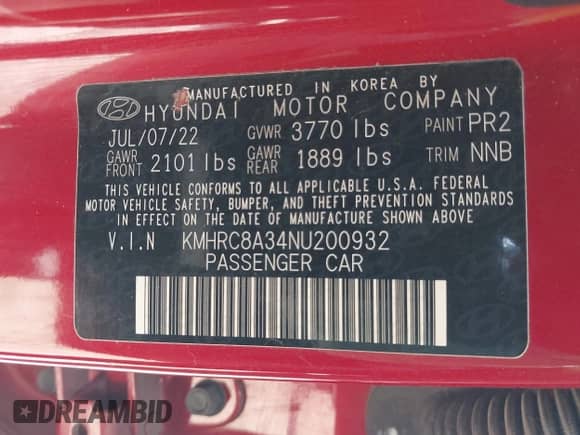 MANUFACTURED IN KOREA BY
HYUNDAI MOTOR COMPANY
JUL/07/22 GVWR 3770 lbs PAINT PR2
GAWR FRONT 2101 lbs GAWR REAR 1889 lbs TRIM NNB
THIS VEHICLE CONFORMS TO ALL APPLICABLE U.S.A. FEDERAL
MOTOR VEHICLE SAFETY, BUMPER, AND THEFT PREVENTION STANDARDS
IN EFFECT ON THE DATE OF MANUFACTURE SHOWN ABOVE
V.I.N KMHRC8A34NU200932
PASSENGER CAR
DREAMBID